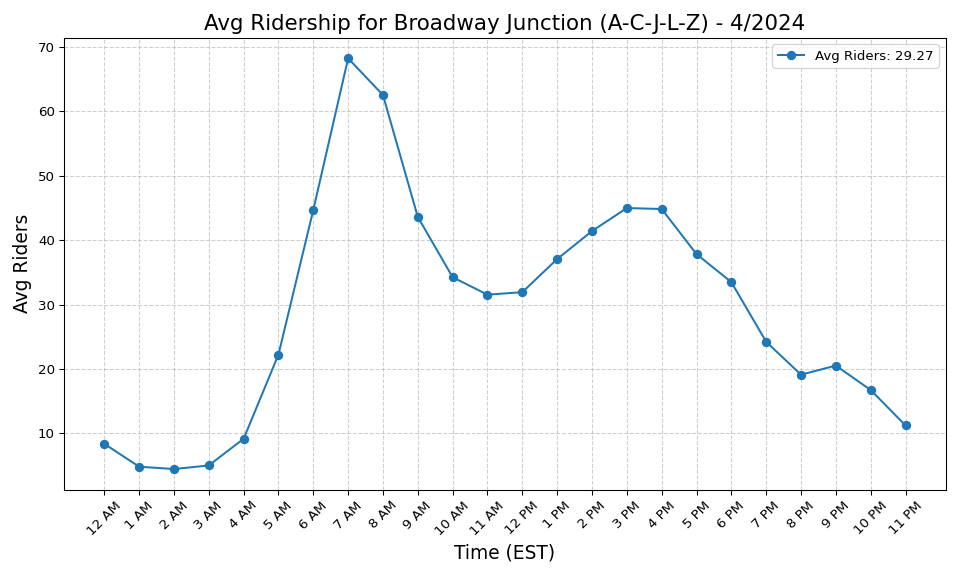 Avg Ridership for Broadway Junction (A-C-J-L-Z) - 4/2024
Avg Riders: 29.27
70
60
50
40
30
20
10
Avg Riders
12 AM
1 AM
2 AM
3 AM
4 AM
5 AM
6 AM
7 AM
8 AM
9 AM
10 AM
11 AM
12 PM
1 PM
2 PM
3 PM
4 PM
5 PM
6 PM
7 PM
8 PM
9 PM
10 PM
11 PM
Time (EST)